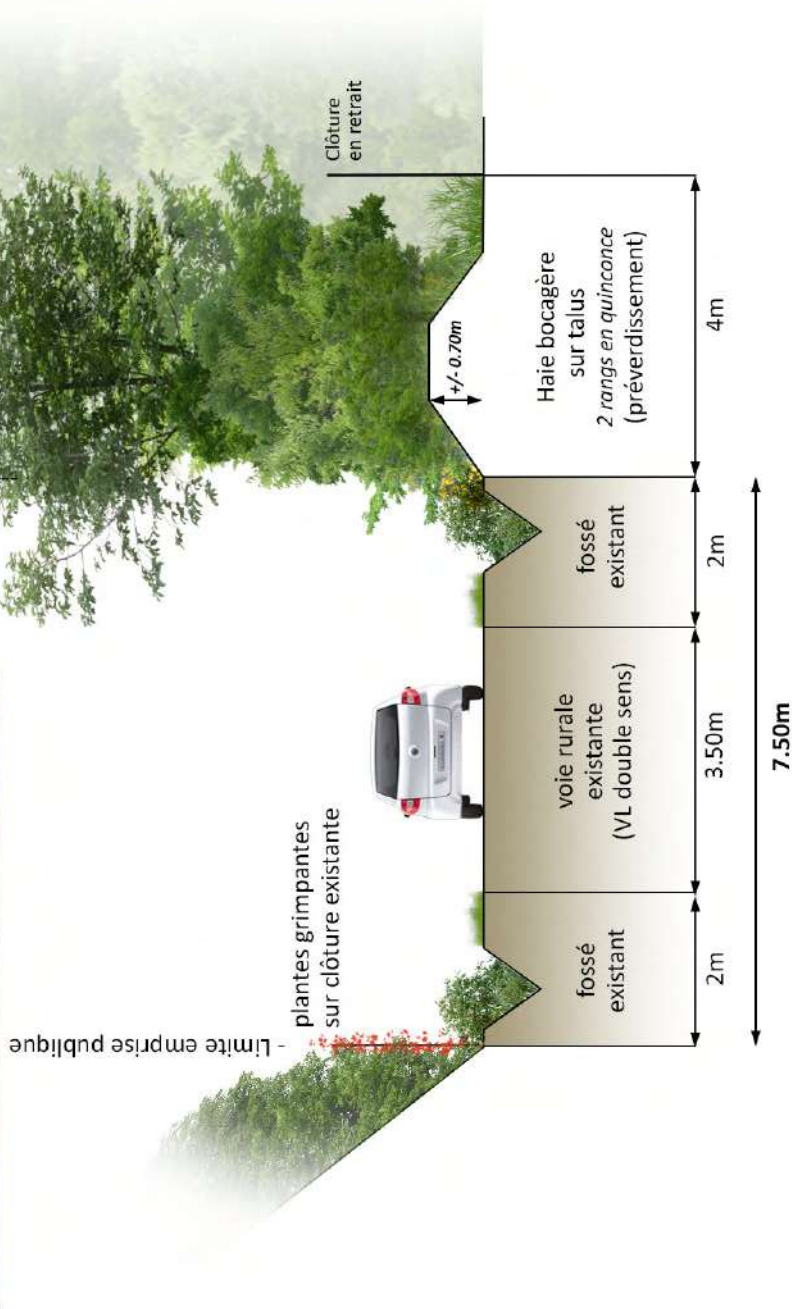 - Limite emprise publique
plantes grimpantes
sur clôture existante
Clôture
en retrait
+/- 0.70m
fossé
existant
voie rurale
existante
(VL double sens)
fossé
existant
Haie bocagère
sur talus
2 rangs en quinconce
(préverdissement)
2m
3.50m
2m
4m
7.50m